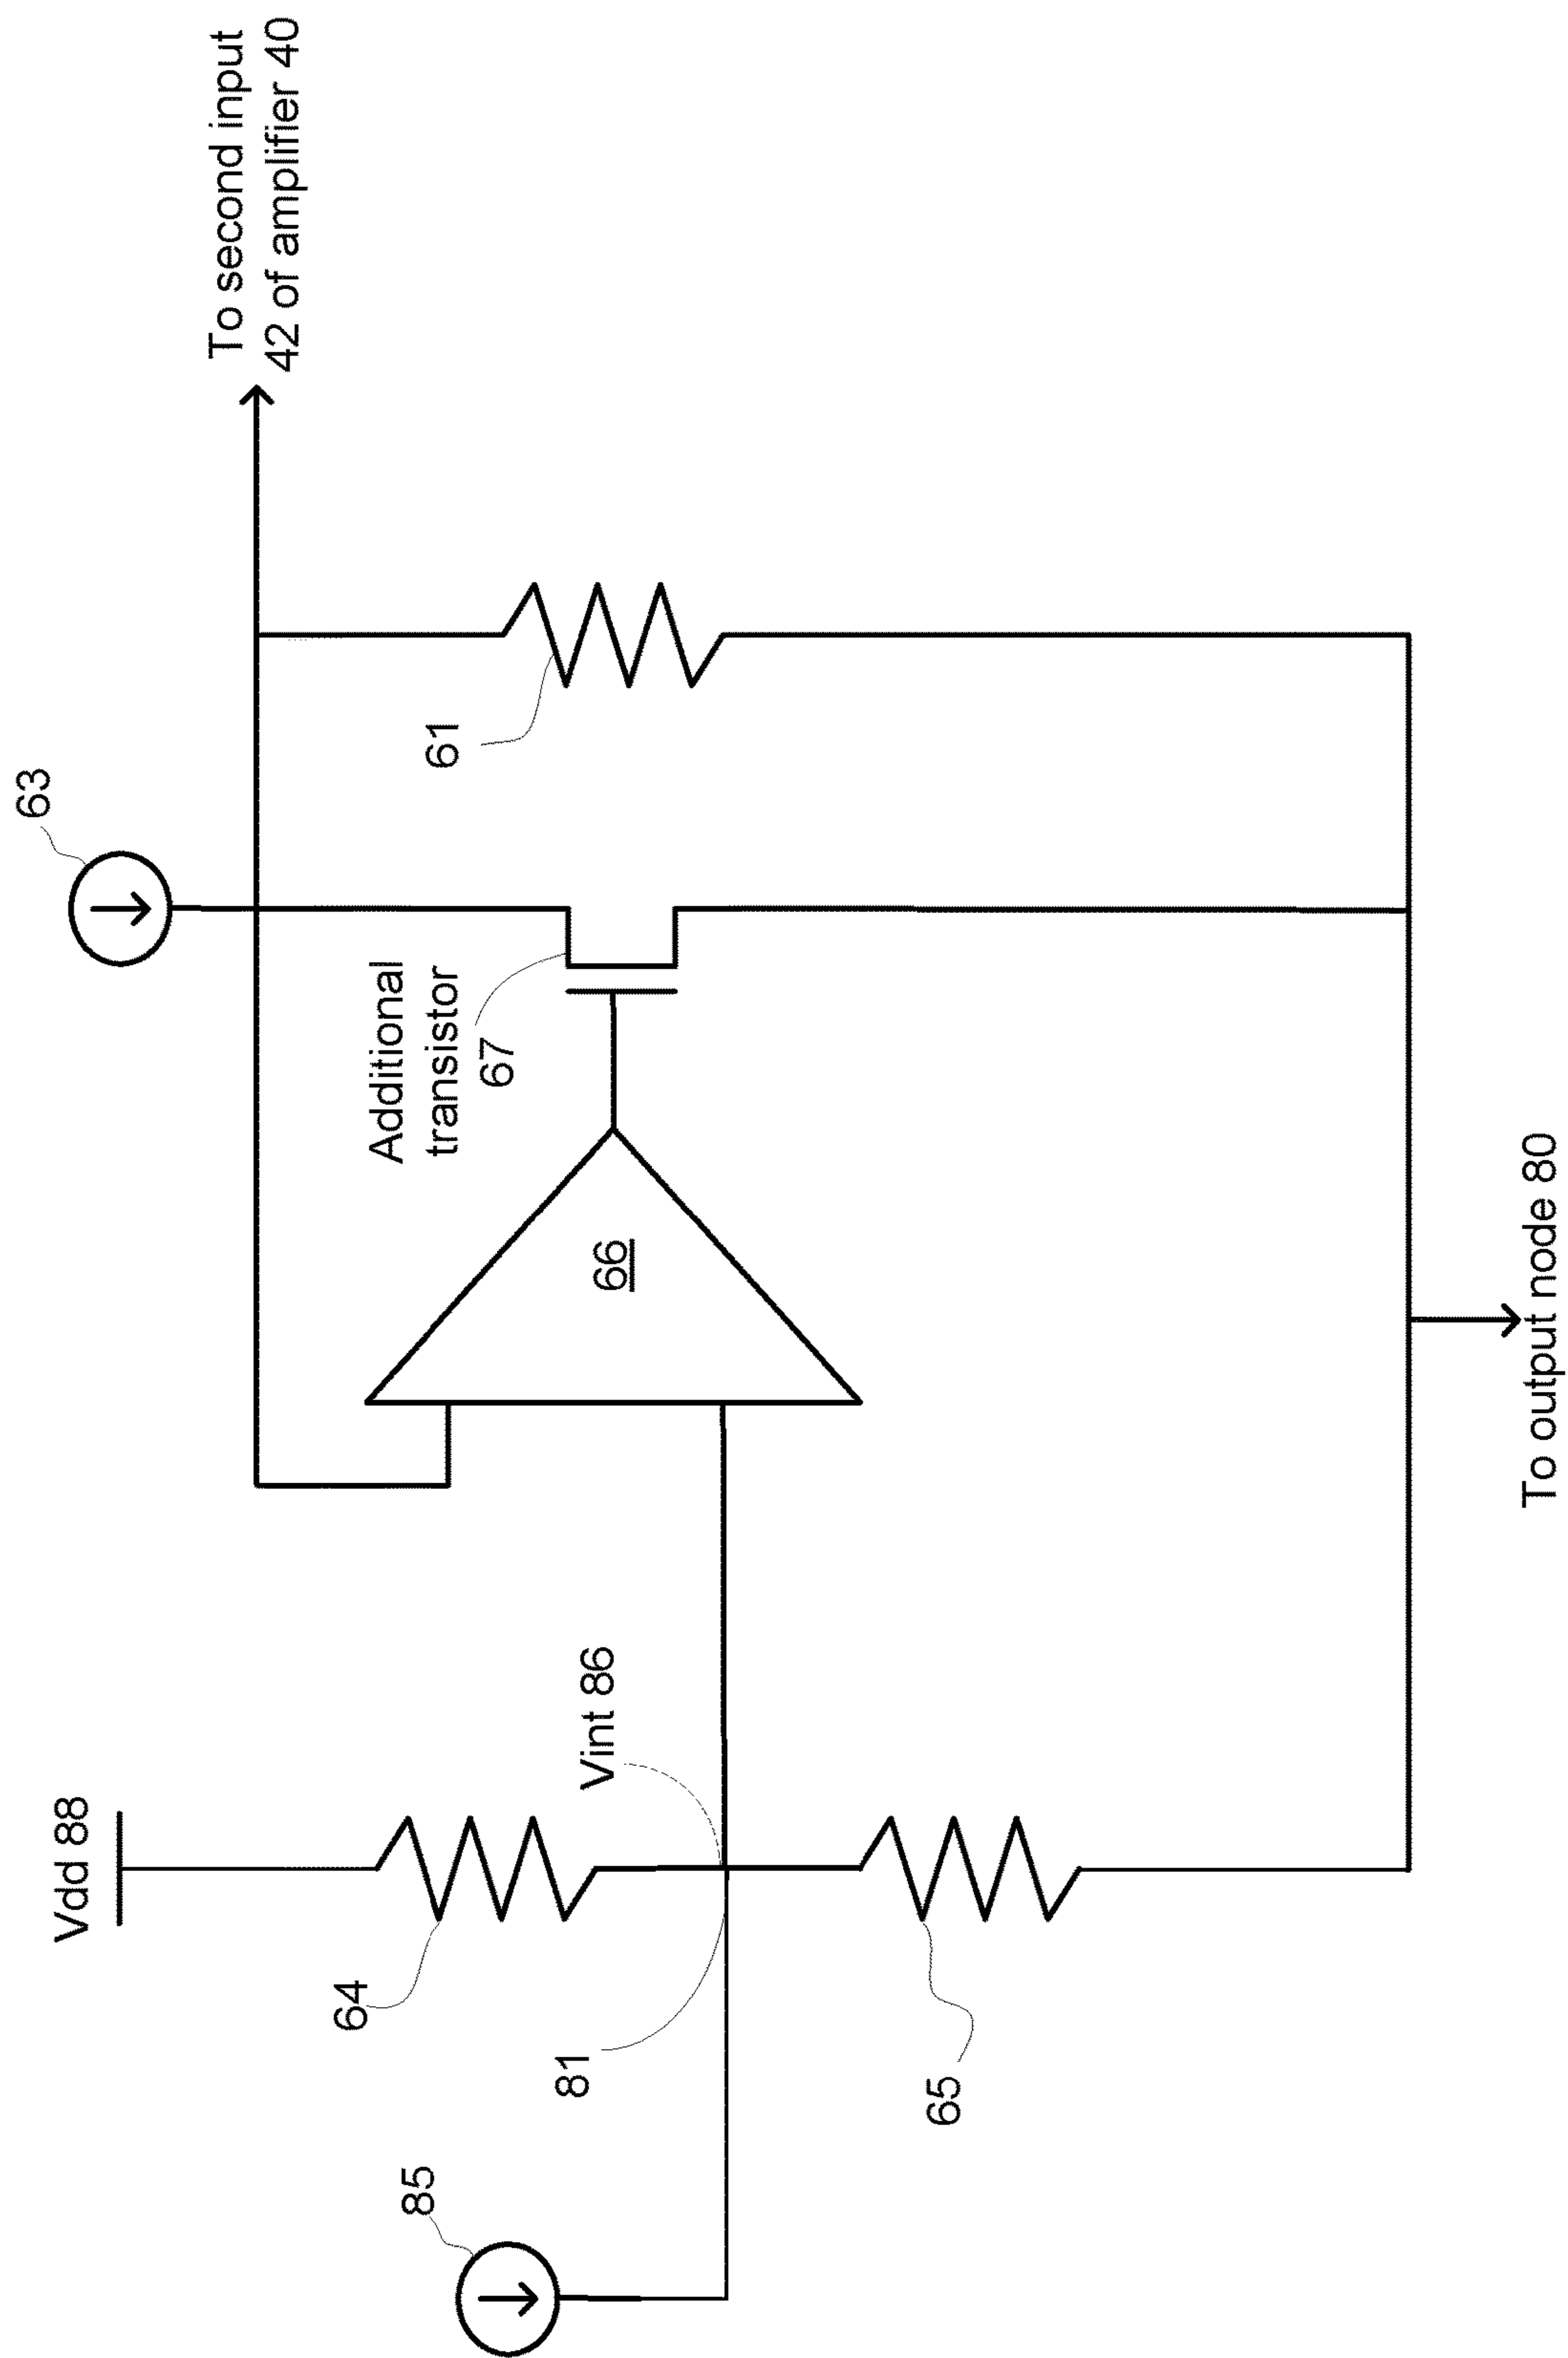 63
Vdd 88
To second input
42 of amplifier 40
64
Additional
transistor
67
85
61
81
Vint 86
66
65
To output node 80